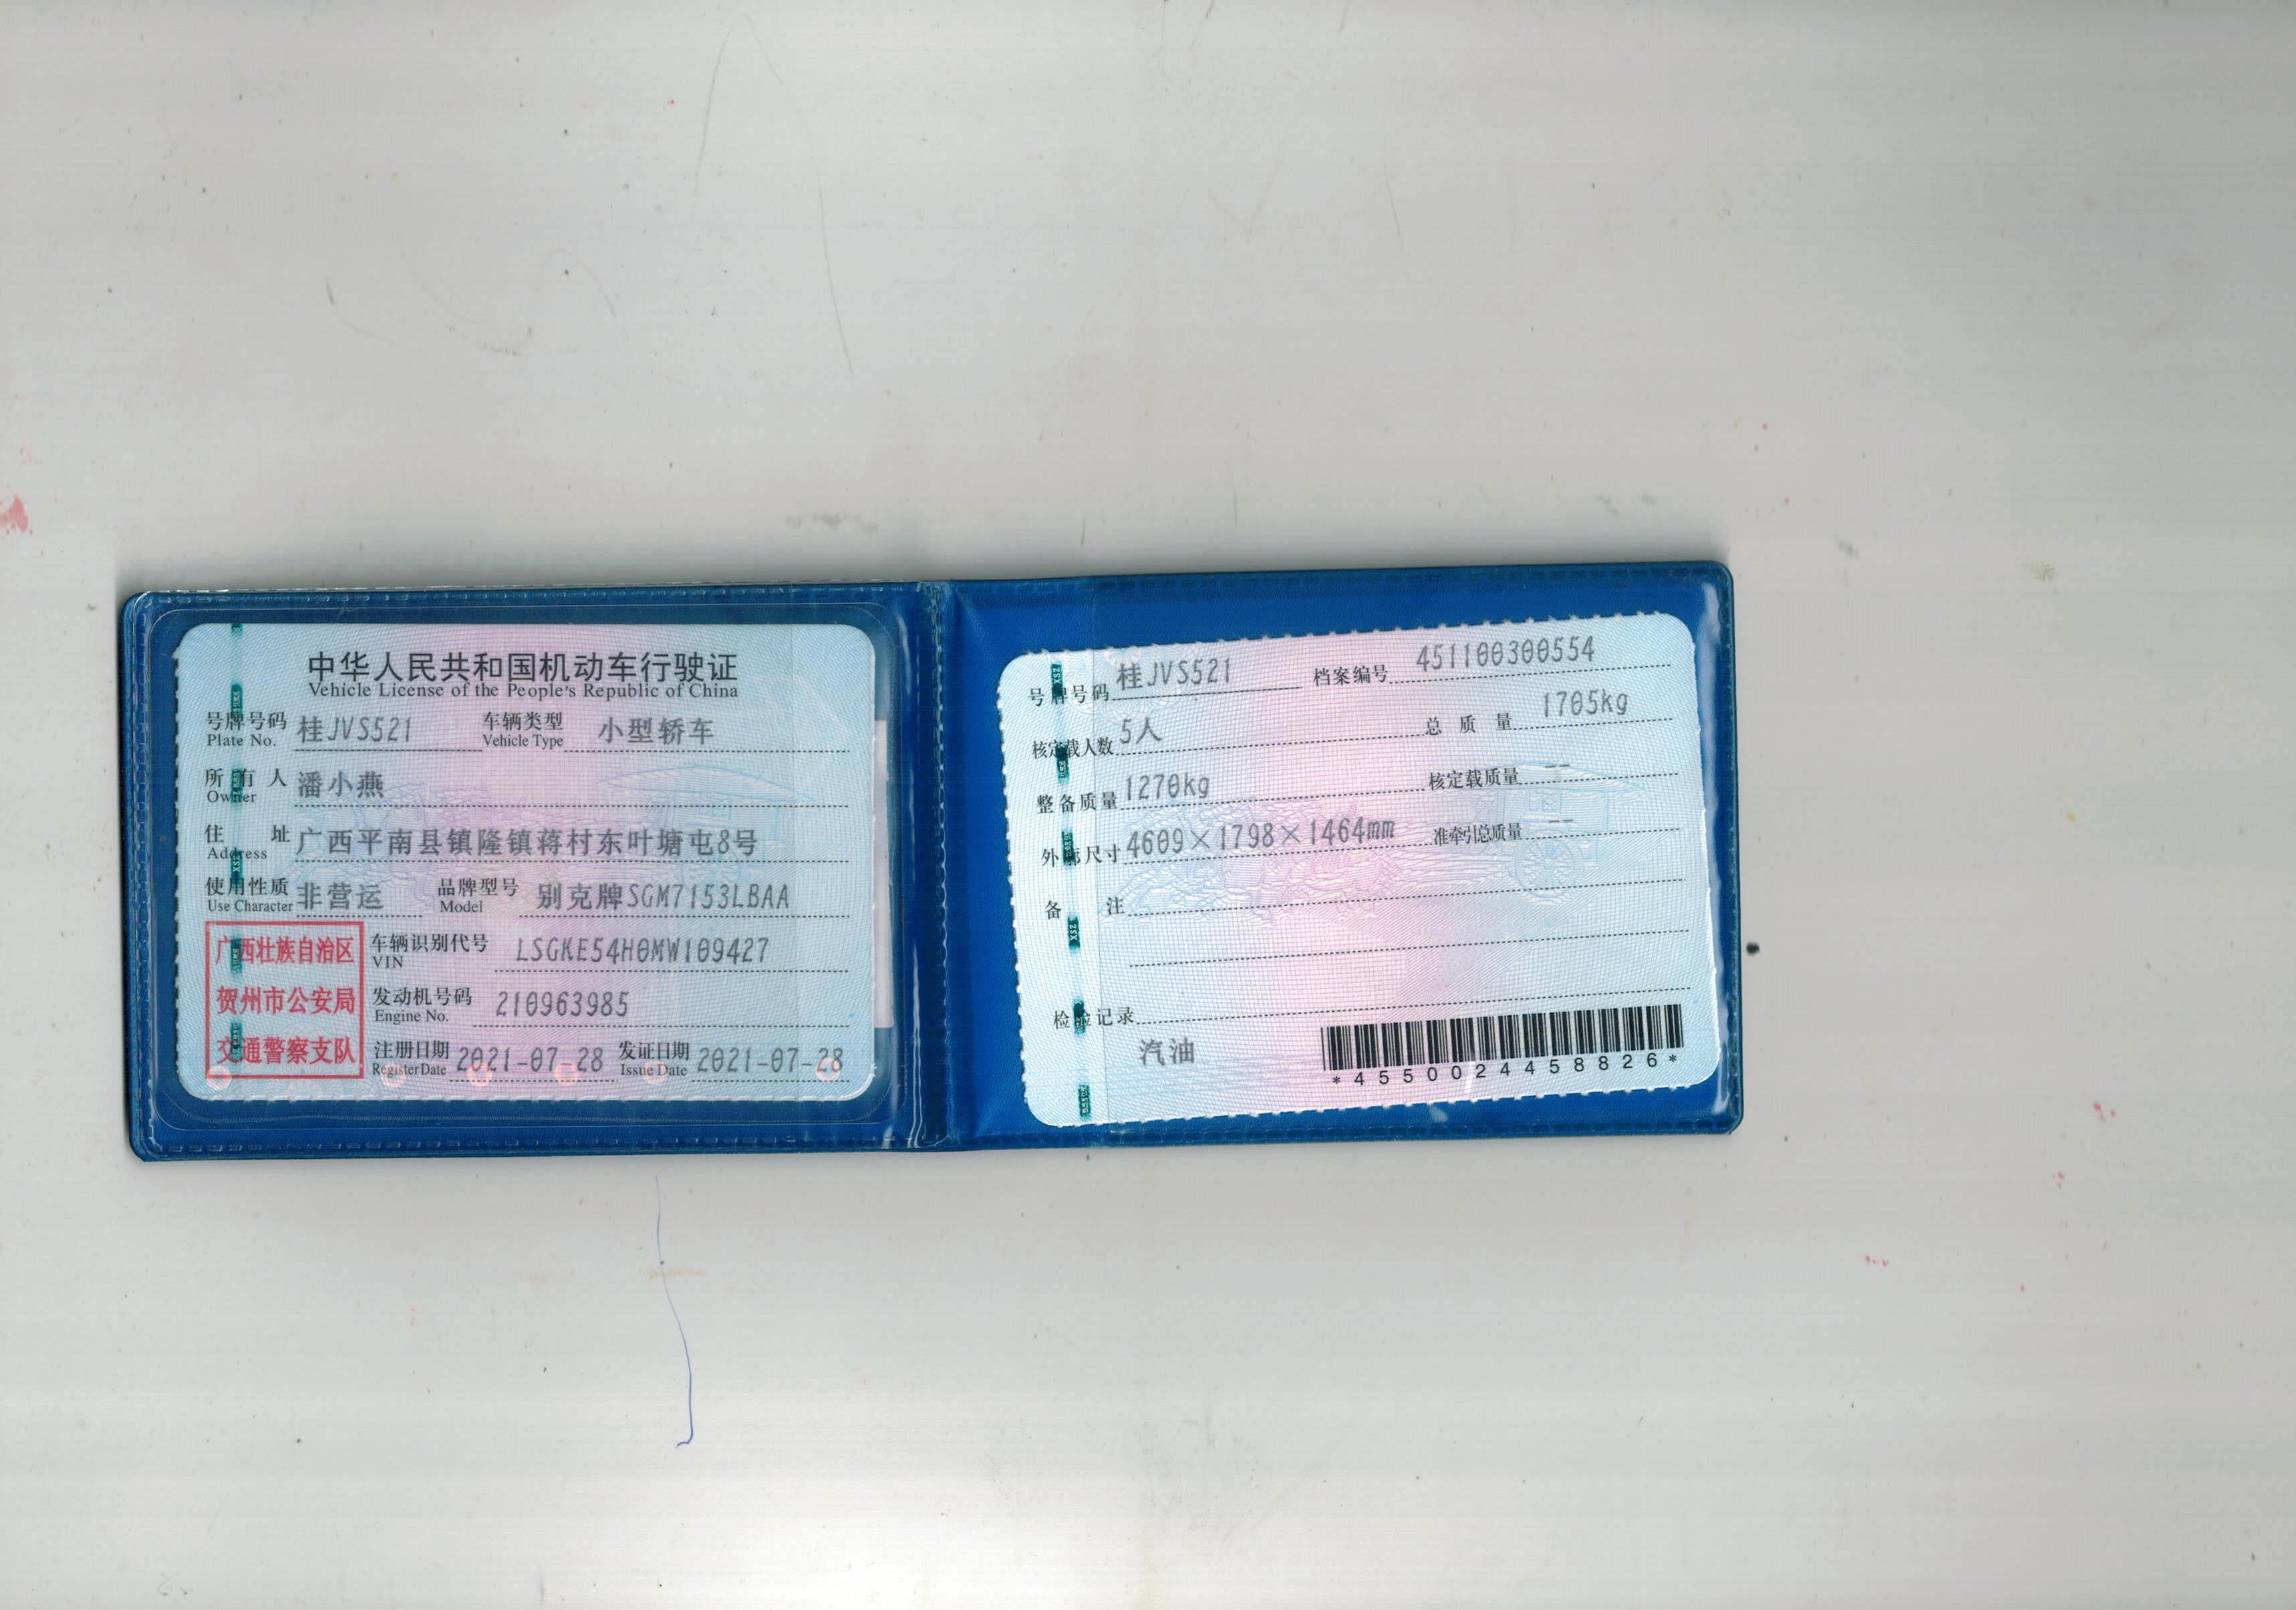 中华人民共和国机动车行驶证
Vehicle License of the People's Republic of China
号牌号码 桂JVS521 车辆类型 小型轿车
Plate No. Vehicle Type
所有人 潘小燕
Owner
住址 广西平南县镇隆镇蒋村东叶塘屯8号
Address
使用性质 非营运 品牌型号 别克牌SGM7153LBAA
Use Character Model
广西壮族自治区
贺州市公安局
交通警察支队
车辆识别代号 LSGKE54H0MW109427
VIN
发动机号码 210963985
Engine No.
注册日期 2021-07-28 发证日期 2021-07-28
Register Date Issue Date
号牌号码 桂JVS521 档案编号 451100300554
核定载人数 5人 总质量 1705kg
整备质量 1270kg 核定载质量 --
外廓尺寸 4609×1798×1464mm 准牵引总质量 --
备注
检验记录
汽油
*4550024458826*